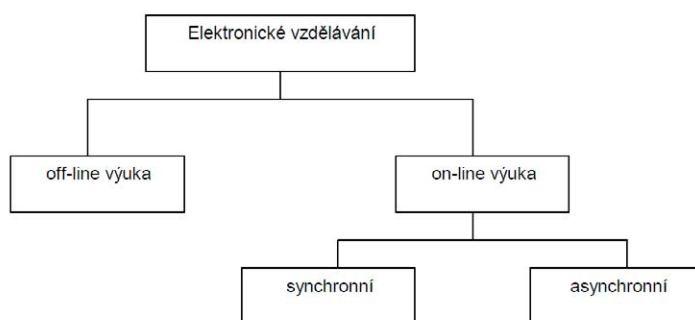 Elektronické vzdělávání
off-line výuka
on-line výuka
synchronní
asynchronní